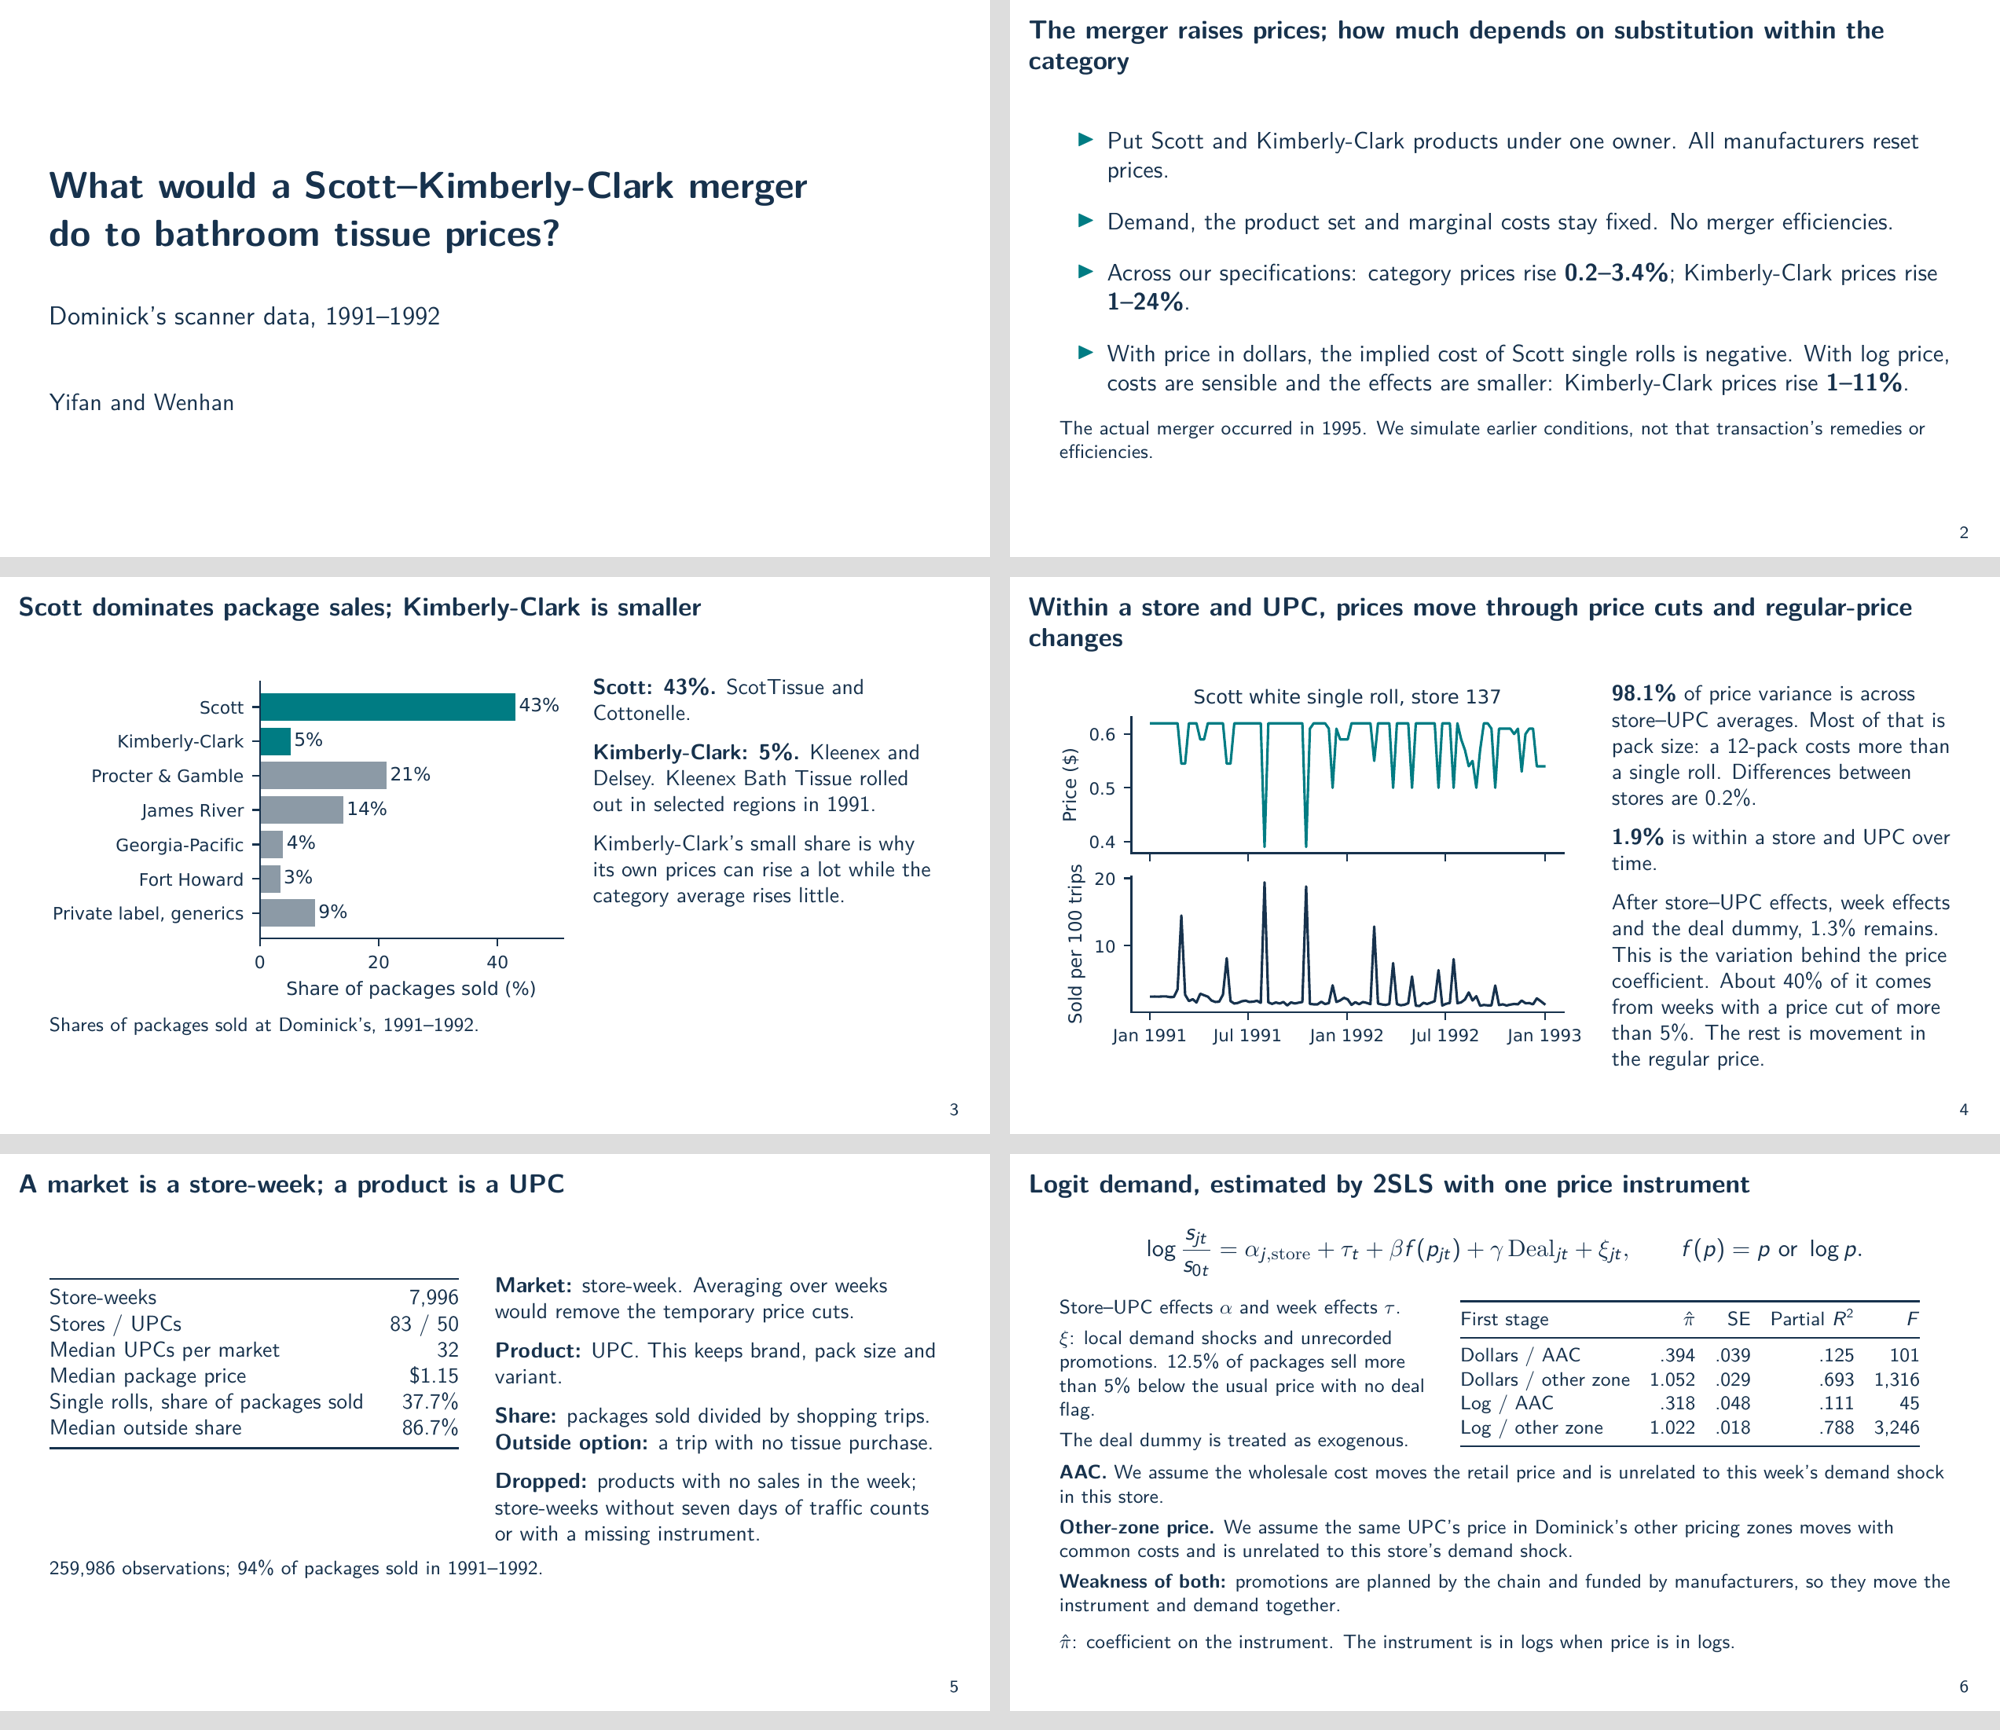 What would a Scott–Kimberly-Clark merger
do to bathroom tissue prices?
Dominick's scanner data, 1991–1992
Yifan and Wenhan
The merger raises prices; how much depends on substitution within the
category
▶ Put Scott and Kimberly-Clark products under one owner. All manufacturers reset
prices.
▶ Demand, the product set and marginal costs stay fixed. No merger efficiencies.
▶ Across our specifications: category prices rise 0.2–3.4%; Kimberly-Clark prices rise
1–24%.
▶ With price in dollars, the implied cost of Scott single rolls is negative. With log price,
costs are sensible and the effects are smaller: Kimberly-Clark prices rise 1–11%.
The actual merger occurred in 1995. We simulate earlier conditions, not that transaction's remedies or
efficiencies.
2
Scott dominates package sales; Kimberly-Clark is smaller
Scott 43%
Kimberly-Clark 5%
Procter & Gamble 21%
James River 14%
Georgia-Pacific 4%
Fort Howard 3%
Private label, generics 9%
0 20 40
Share of packages sold (%)
Scott: 43%. ScotTissue and
Cottonelle.
Kimberly-Clark: 5%. Kleenex and
Delsey. Kleenex Bath Tissue rolled
out in selected regions in 1991.
Kimberly-Clark's small share is why
its own prices can rise a lot while the
category average rises little.
Shares of packages sold at Dominick's, 1991–1992.
3
Within a store and UPC, prices move through price cuts and regular-price
changes
Scott white single roll, store 137
Price ($)
0.6
0.5
0.4
Sold per 100 trips
20
10
Jan 1991 Jul 1991 Jan 1992 Jul 1992 Jan 1993
98.1% of price variance is across
store–UPC averages. Most of that is
pack size: a 12-pack costs more than
a single roll. Differences between
stores are 0.2%.
1.9% is within a store and UPC over
time.
After store–UPC effects, week effects
and the deal dummy, 1.3% remains.
This is the variation behind the price
coefficient. About 40% of it comes
from weeks with a price cut of more
than 5%. The rest is movement in
the regular price.
4
A market is a store-week; a product is a UPC
Store-weeks 7,996
Stores / UPCs 83 / 50
Median UPCs per market 32
Median package price $1.15
Single rolls, share of packages sold 37.7%
Median outside share 86.7%
Market: store-week. Averaging over weeks
would remove the temporary price cuts.
Product: UPC. This keeps brand, pack size and
variant.
Share: packages sold divided by shopping trips.
Outside option: a trip with no tissue purchase.
Dropped: products with no sales in the week;
store-weeks without seven days of traffic counts
or with a missing instrument.
259,986 observations; 94% of packages sold in 1991–1992.
5
Logit demand, estimated by 2SLS with one price instrument
log s_jt / s_0t = α_j,store + τ_t + βf(p_jt) + γ Deal_jt + ξ_jt, f(p) = p or log p.
Store–UPC effects α and week effects τ.
ξ: local demand shocks and unrecorded
promotions. 12.5% of packages sell more
than 5% below the usual price with no deal
flag.
The deal dummy is treated as exogenous.
First stage π̂ SE Partial R² F
Dollars / AAC .394 .039 .125 101
Dollars / other zone 1.052 .029 .693 1,316
Log / AAC .318 .048 .111 45
Log / other zone 1.022 .018 .788 3,246
AAC. We assume the wholesale cost moves the retail price and is unrelated to this week's demand shock
in this store.
Other-zone price. We assume the same UPC's price in Dominick's other pricing zones moves with
common costs and is unrelated to this store's demand shock.
Weakness of both: promotions are planned by the chain and funded by manufacturers, so they move the
instrument and demand together.
π̂: coefficient on the instrument. The instrument is in logs when price is in logs.
6